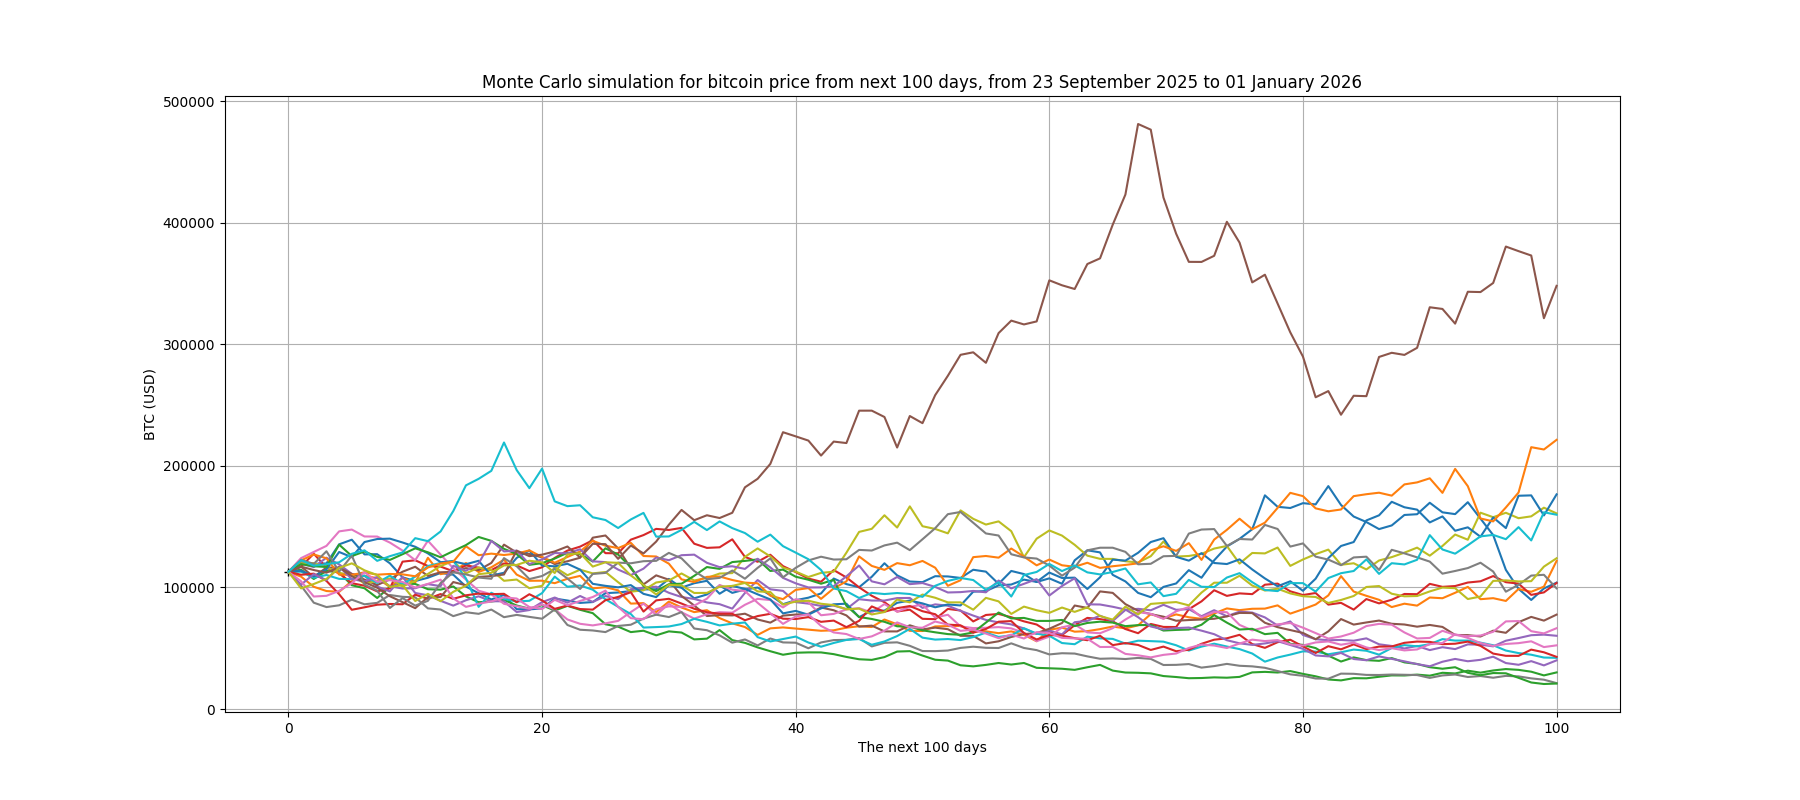 Monte Carlo simulation for bitcoin price from next 100 days, from 23 September 2025 to 01 January 2026
500000
400000
300000
200000
100000
0
BTC (USD)
0 20 40 60 80 100
The next 100 days